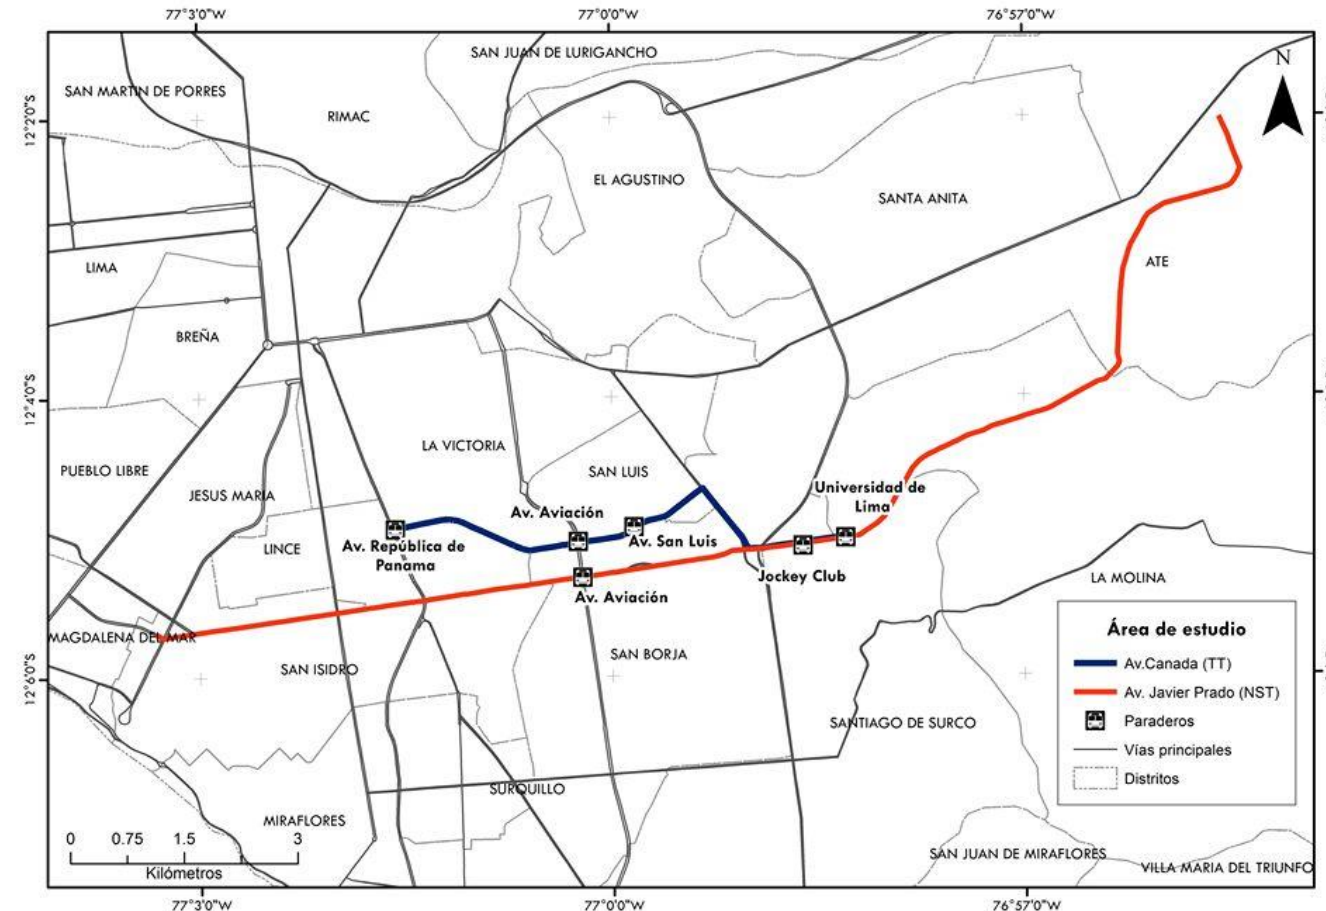 77°3'0"W
77°0'0"W
76°57'0"W
SAN JUAN DE LURIGANCHO
N
SAN MARTIN DE PORRES
RIMAC
12°2'0"S
EL AGUSTINO
SANTA ANITA
LIMA
ATE
BREÑA
12°4'0"S
LA VICTORIA
PUEBLO LIBRE
SAN LUIS
JESUS MARIA
Universidad de
Lima
Av. Aviación
Av. San Luis
LINCE
Av. República de
Panama
Jockey Club
LA MOLINA
Av. Aviación
MAGDALENA DEL MAR
SAN BORJA
SAN ISIDRO
12°6'0"S
SANTIAGO DE SURCO
Área de estudio
Av.Canada (TT)
Av. Javier Prado (NST)
Paraderos
Vías principales
Distritos
SURQUILLO
MIRAFLORES
0 0.75 1.5 3
Kilómetros
SAN JUAN DE MIRAFLORES
VILLA MARIA DEL TRIUNFO
77°3'0"W
77°0'0"W
76°57'0"W